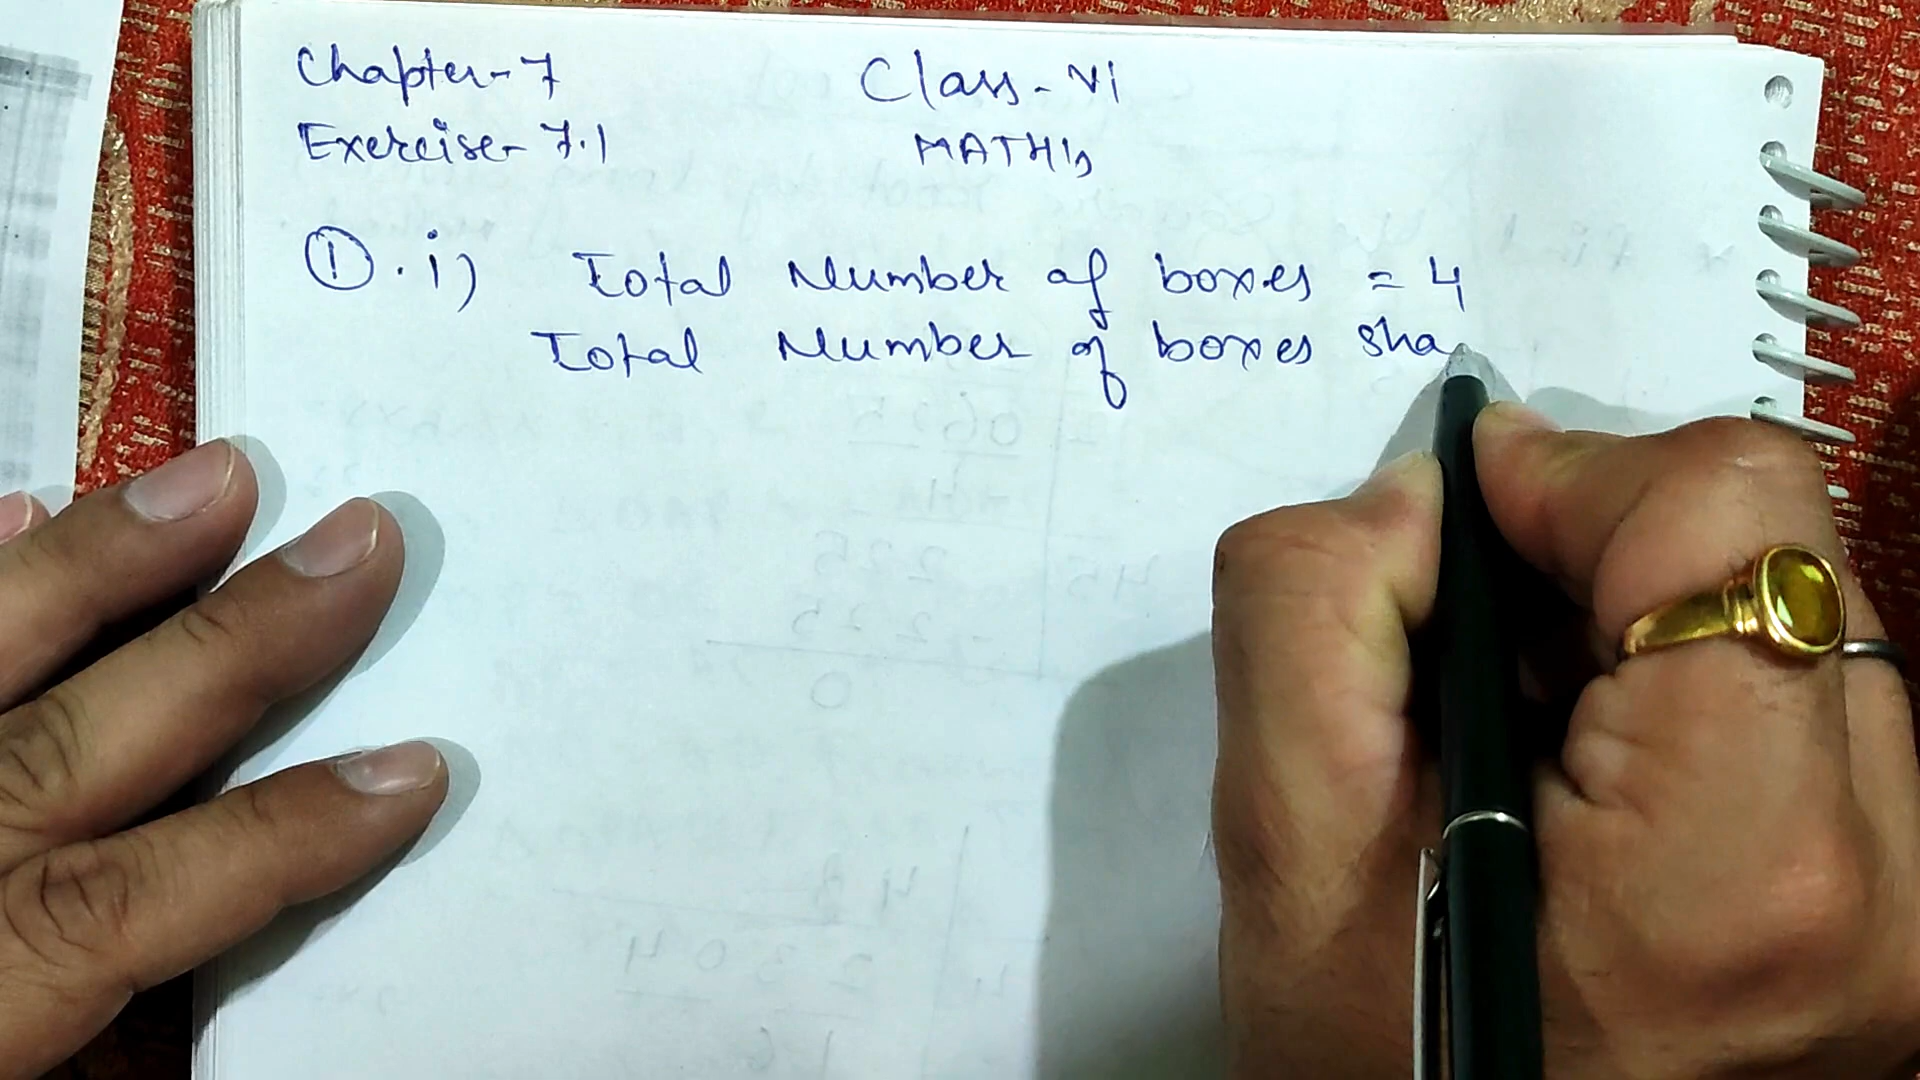 Chapter-7
Class-VI
Exercise-7.1
MATHs
①.i) Total Number of boxes = 4
Total Number of boxes sha